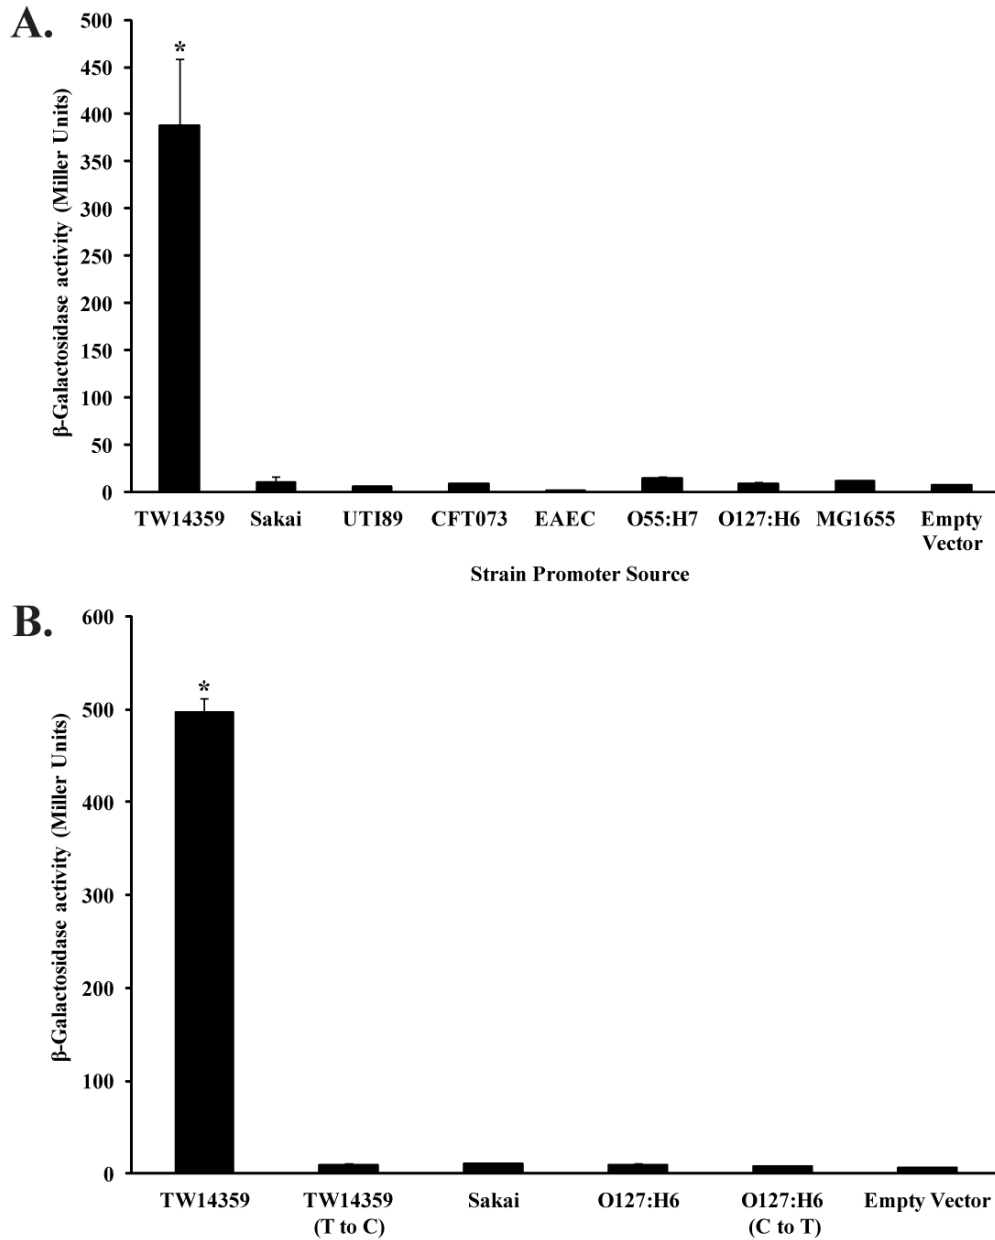 A.
500
450
400
350
300
250
200
150
100
50
0
β-Galactosidase activity (Miller Units)
*
TW14359 Sakai UTI89 CFT073 EAEC O55:H7 O127:H6 MG1655 Empty
Vector
Strain Promoter Source
B.
600
500
400
300
200
100
0
β-Galactosidase activity (Miller Units)
*
TW14359 TW14359 Sakai O127:H6 O127:H6 Empty Vector
(T to C) (C to T)